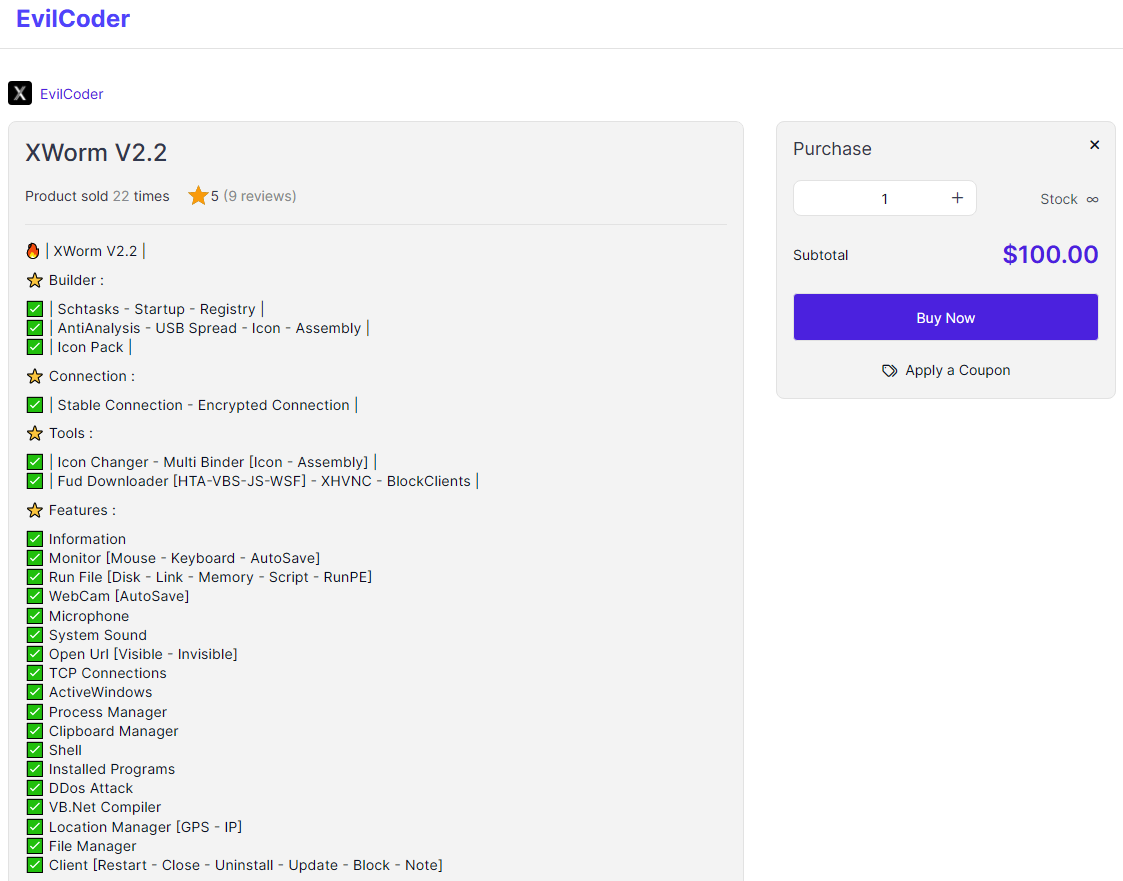 EvilCoder
X EvilCoder
XWorm V2.2
Product sold 22 times 5 (9 reviews)
| XWorm V2.2 |
Builder :
| Schtasks - Startup - Registry |
| AntiAnalysis - USB Spread - Icon - Assembly |
| Icon Pack |
Connection :
| Stable Connection - Encrypted Connection |
Tools :
| Icon Changer - Multi Binder [Icon - Assembly] |
| Fud Downloader [HTA-VBS-JS-WSF] - XHVNC - BlockClients |
Features :
Information
Monitor [Mouse - Keyboard - AutoSave]
Run File [Disk - Link - Memory - Script - RunPE]
WebCam [AutoSave]
Microphone
System Sound
Open Url [Visible - Invisible]
TCP Connections
ActiveWindows
Process Manager
Clipboard Manager
Shell
Installed Programs
DDos Attack
VB.Net Compiler
Location Manager [GPS - IP]
File Manager
Client [Restart - Close - Uninstall - Update - Block - Note]
Purchase ×
1 + Stock ∞
Subtotal $100.00
Buy Now
Apply a Coupon